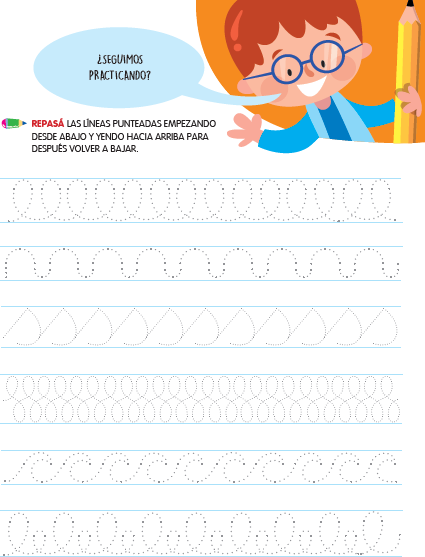 ¿SEGUIMOS
PRACTICANDO?
REPASÁ LAS LÍNEAS PUNTEADAS EMPEZANDO
DESDE ABAJO Y YENDO HACIA ARRIBA PARA
DESPUÉS VOLVER A BAJAR.